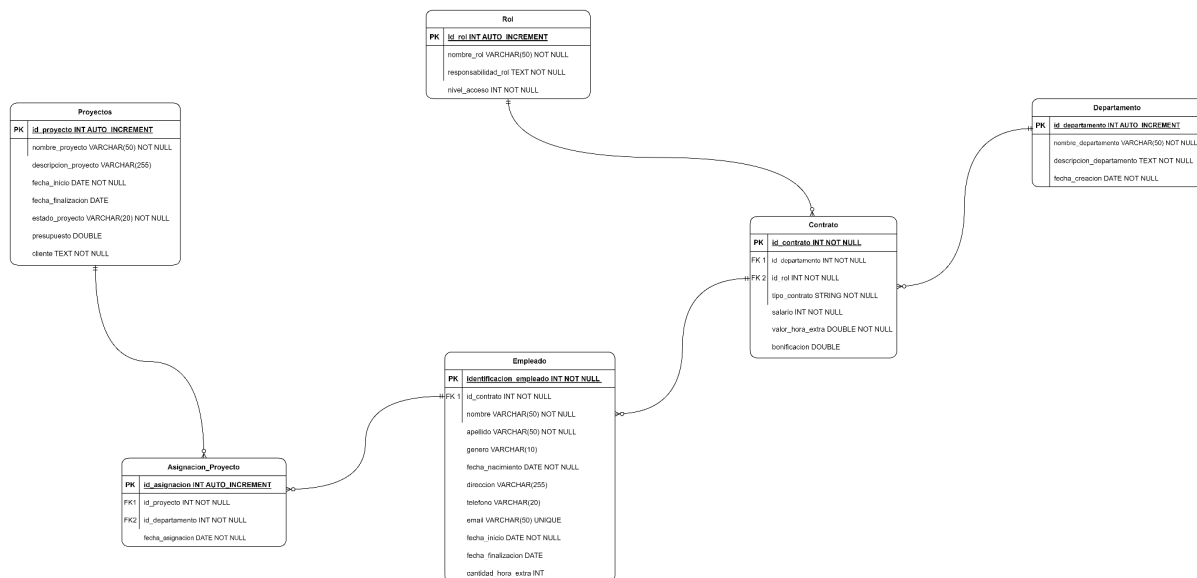 Rol
PK Id_rol INT AUTO_INCREMENT
nombre_rol VARCHAR(50) NOT NULL
responsabilidad_rol TEXT NOT NULL
nivel_acceso INT NOT NULL
Proyectos
PK id_proyecto INT AUTO_INCREMENT
nombre_proyecto VARCHAR(50) NOT NULL
descripcion_proyecto VARCHAR(255)
fecha_inicio DATE NOT NULL
fecha_finalizacion DATE
estado_proyecto VARCHAR(20) NOT NULL
presupuesto DOUBLE
cliente TEXT NOT NULL
Departamento
PK id_departamento INT AUTO_INCREMENT
nombre_departamento VARCHAR(50) NOT NULL
descripcion_departamento TEXT NOT NULL
fecha_creacion DATE NOT NULL
Contrato
PK id_contrato INT NOT NULL
FK 1 id_departamento INT NOT NULL
FK 2 id_rol INT NOT NULL
tipo_contrato STRING NOT NULL
salario INT NOT NULL
valor_hora_extra DOUBLE NOT NULL
bonificacion DOUBLE
Empleado
PK identificacion_empleado INT NOT NULL
FK 1 id_contrato INT NOT NULL
nombre VARCHAR(50) NOT NULL
apellido VARCHAR(50) NOT NULL
genero VARCHAR(10)
fecha_nacimiento DATE NOT NULL
direccion VARCHAR(255)
telefono VARCHAR(20)
email VARCHAR(50) UNIQUE
fecha_inicio DATE NOT NULL
fecha_finalizacion DATE
cantidad_hora_extra INT
Asignacion_Proyecto
PK id_asignacion INT AUTO_INCREMENT
FK1 id_proyecto INT NOT NULL
FK2 id_departamento INT NOT NULL
fecha_asignacion DATE NOT NULL